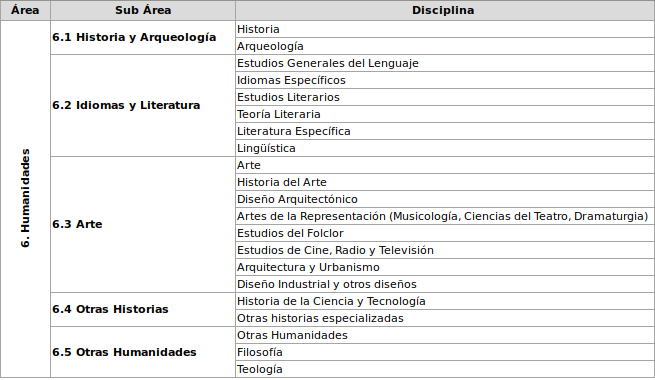 Área Sub Área Disciplina
6. Humanidades
6.1 Historia y Arqueología
Historia
Arqueología
6.2 Idiomas y Literatura
Estudios Generales del Lenguaje
Idiomas Específicos
Estudios Literarios
Teoría Literaria
Literatura Específica
Lingüística
6.3 Arte
Arte
Historia del Arte
Diseño Arquitectónico
Artes de la Representación (Musicología, Ciencias del Teatro, Dramaturgia)
Estudios del Folclor
Estudios de Cine, Radio y Televisión
Arquitectura y Urbanismo
Diseño Industrial y otros diseños
6.4 Otras Historias
Historia de la Ciencia y Tecnología
Otras historias especializadas
6.5 Otras Humanidades
Otras Humanidades
Filosofía
Teología